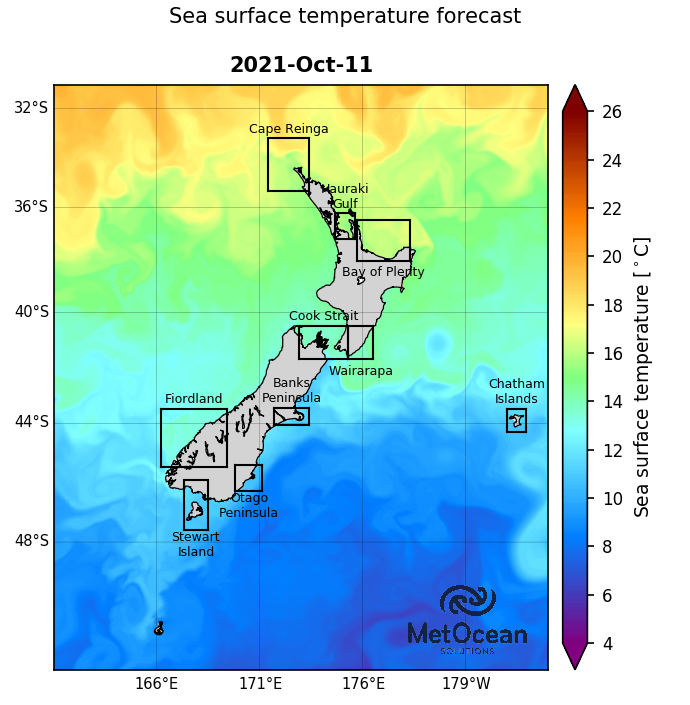 Sea surface temperature forecast
2021-Oct-11
32°S
36°S
40°S
44°S
48°S
166°E
171°E
176°E
179°W
Cape Reinga
Hauraki
Gulf
Bay of Plenty
Cook Strait
Wairarapa
Banks
Peninsula
Fiordland
Chatham
Islands
Otago
Peninsula
Stewart
Island
MetOcean
SOLUTIONS
26
24
22
20
18
16
14
12
10
8
6
4
Sea surface temperature [°C]